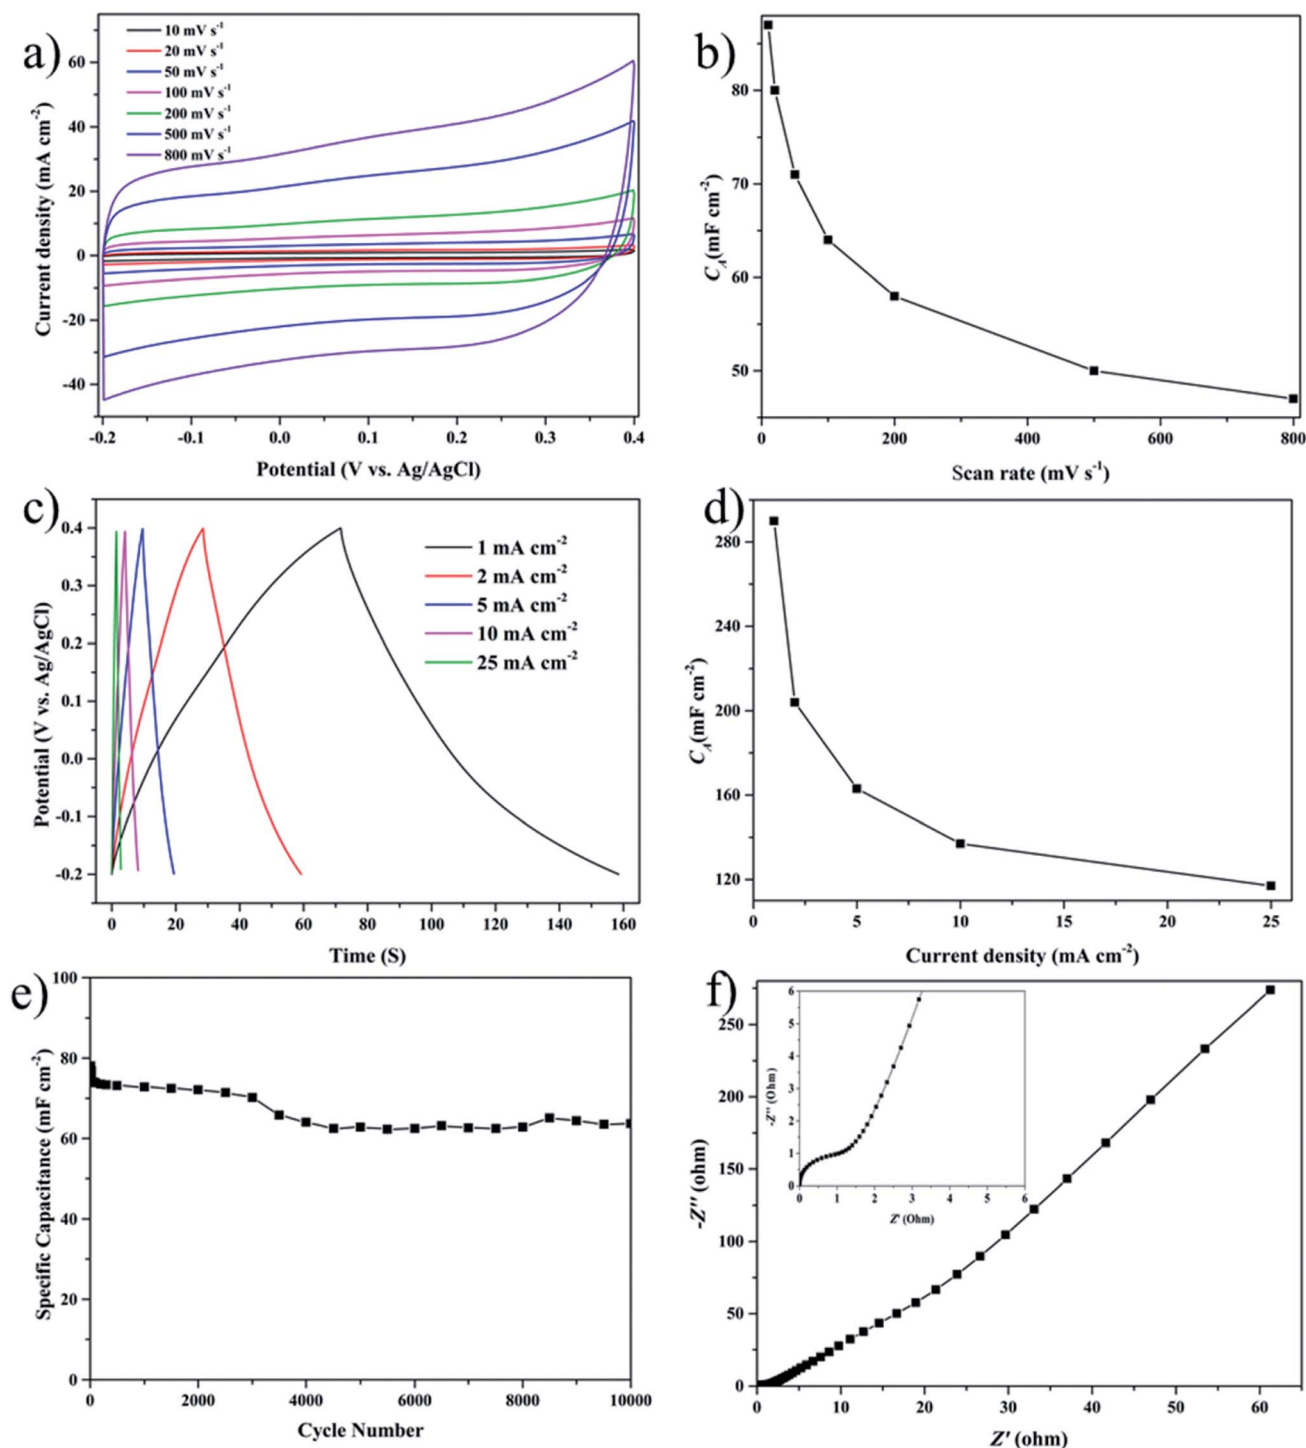 a)
10 mV s⁻¹
20 mV s⁻¹
50 mV s⁻¹
100 mV s⁻¹
200 mV s⁻¹
500 mV s⁻¹
800 mV s⁻¹
60
40
20
0
-20
-40
Current density (mA cm⁻²)
-0.2 -0.1 0.0 0.1 0.2 0.3 0.4
Potential (V vs. Ag/AgCl)
b)
80
70
60
50
C_A(mF cm⁻²)
0 200 400 600 800
Scan rate (mV s⁻¹)
c)
1 mA cm⁻²
2 mA cm⁻²
5 mA cm⁻²
10 mA cm⁻²
25 mA cm⁻²
0.4
0.3
0.2
0.1
0.0
-0.1
-0.2
Potential (V vs. Ag/AgCl)
0 20 40 60 80 100 120 140 160
Time (S)
d)
280
240
200
160
120
C_A(mF cm⁻²)
0 5 10 15 20 25
Current density (mA cm⁻²)
e)
100
80
60
40
20
0
Specific Capacitance (mF cm⁻²)
0 2000 4000 6000 8000 10000
Cycle Number
f)
250
200
150
100
50
0
-Z'' (ohm)
0 10 20 30 40 50 60
Z' (ohm)
6
5
4
3
2
1
0
-Z'' (Ohm)
0 1 2 3 4 5 6
Z' (Ohm)